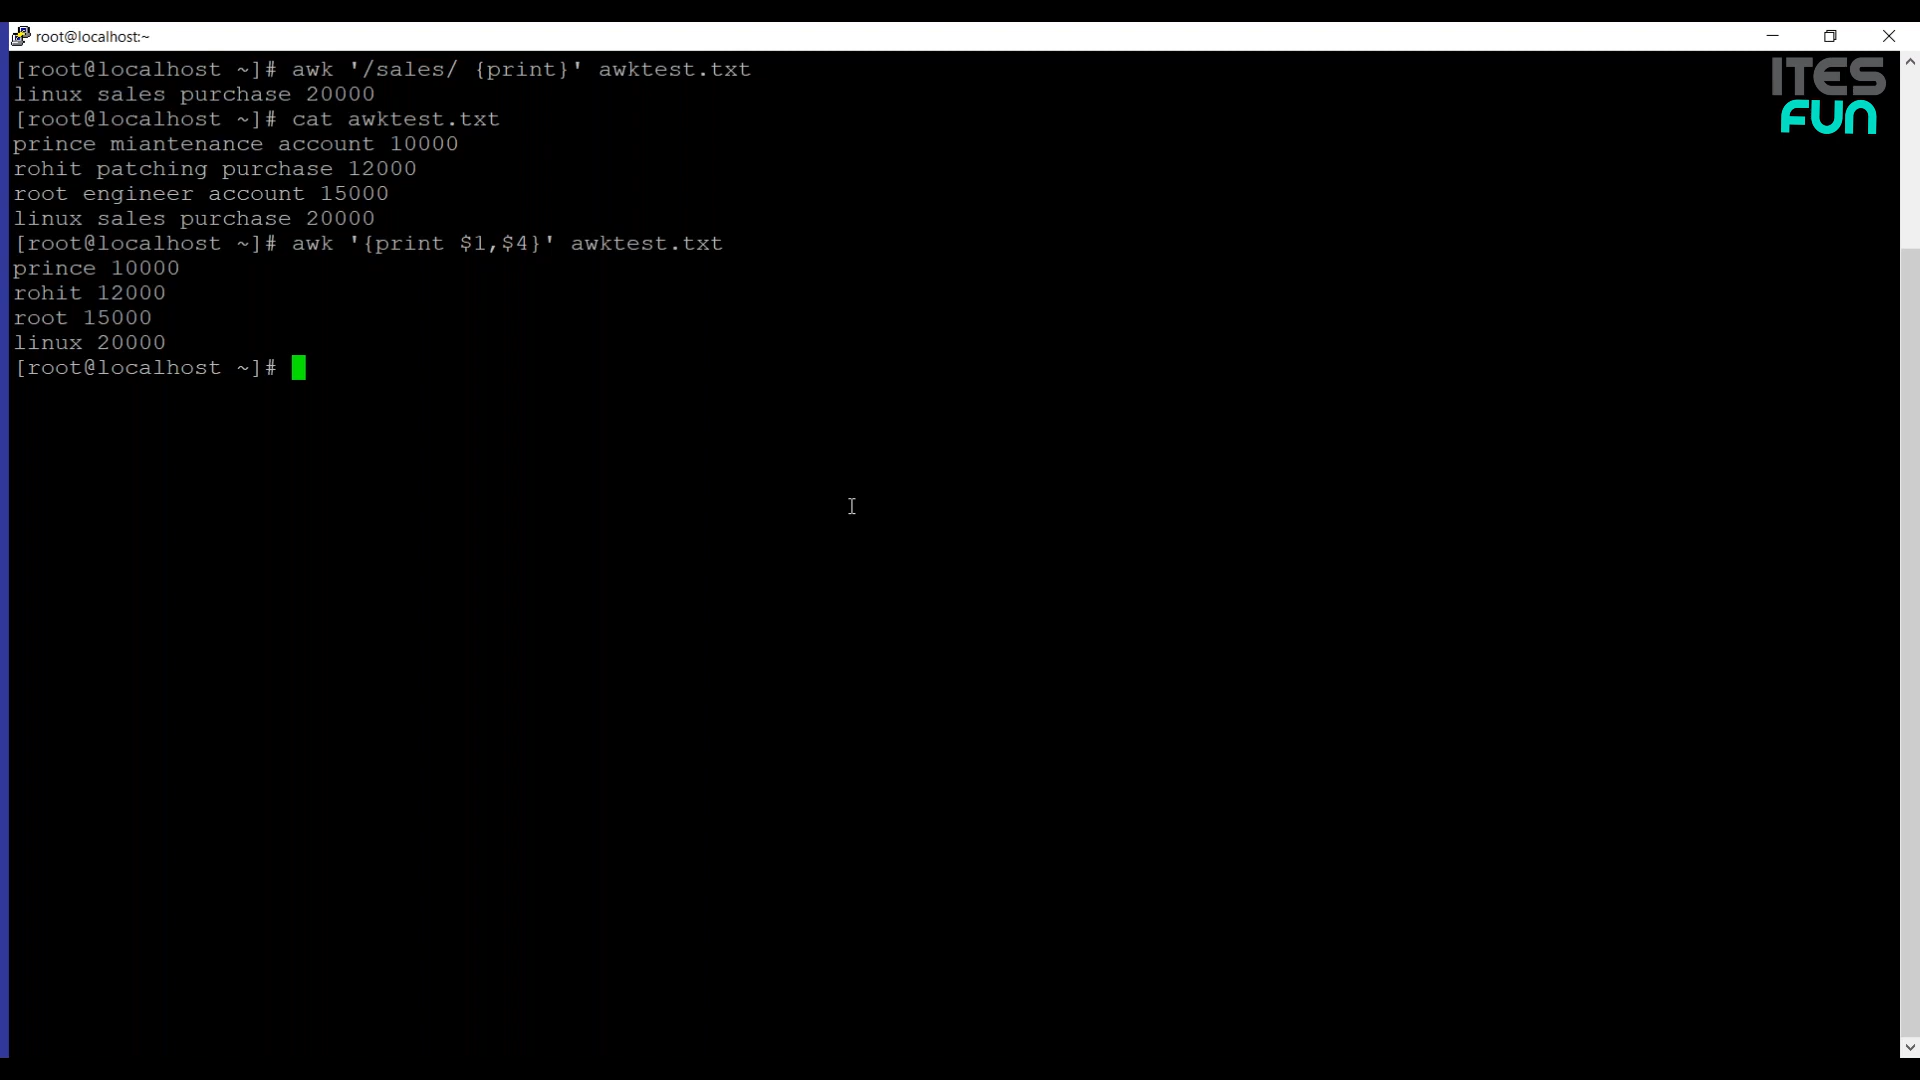 root@localhost:~
[root@localhost ~]# awk '/sales/ {print}' awktest.txt
linux sales purchase 20000
[root@localhost ~]# cat awktest.txt
prince miantenance account 10000
rohit patching purchase 12000
root engineer account 15000
linux sales purchase 20000
[root@localhost ~]# awk '{print $1,$4}' awktest.txt
prince 10000
rohit 12000
root 15000
linux 20000
[root@localhost ~]#
ITES
FUN